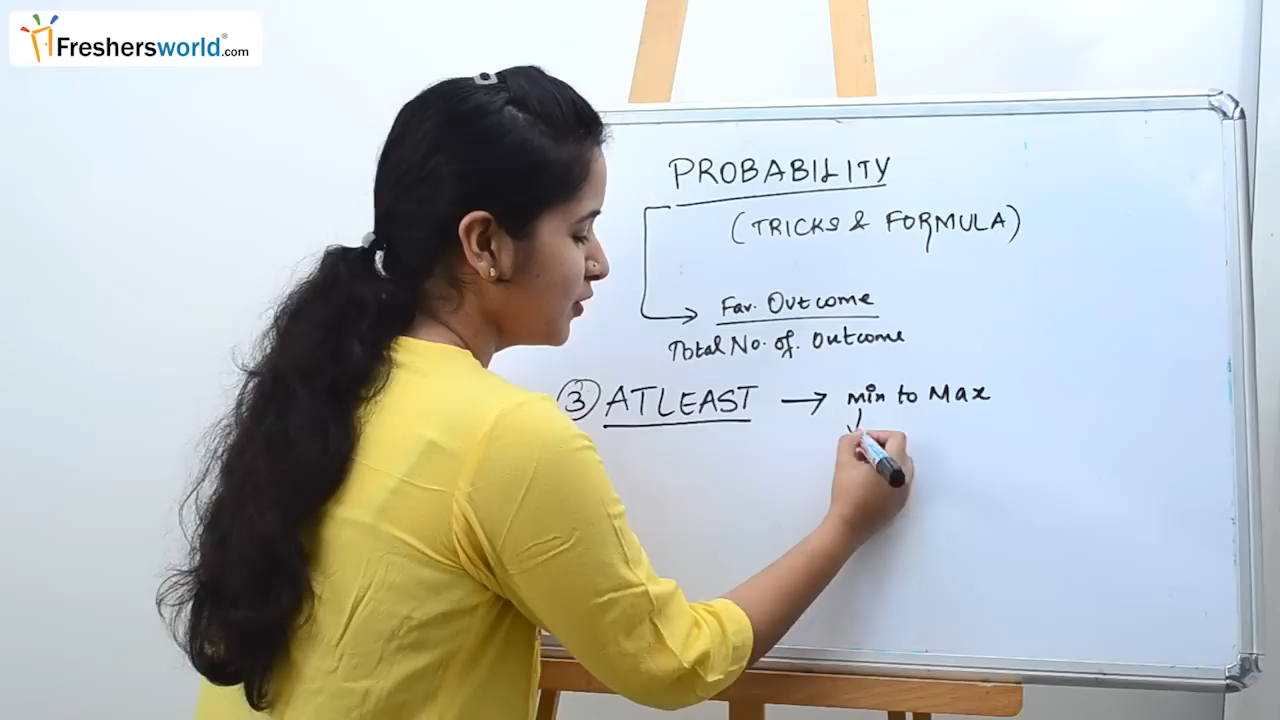 Freshersworld.com
PROBABILITY
(TRICKS & FORMULA)
Fav. Outcome
Total No. of. Outcome
3 ATLEAST → Min to Max